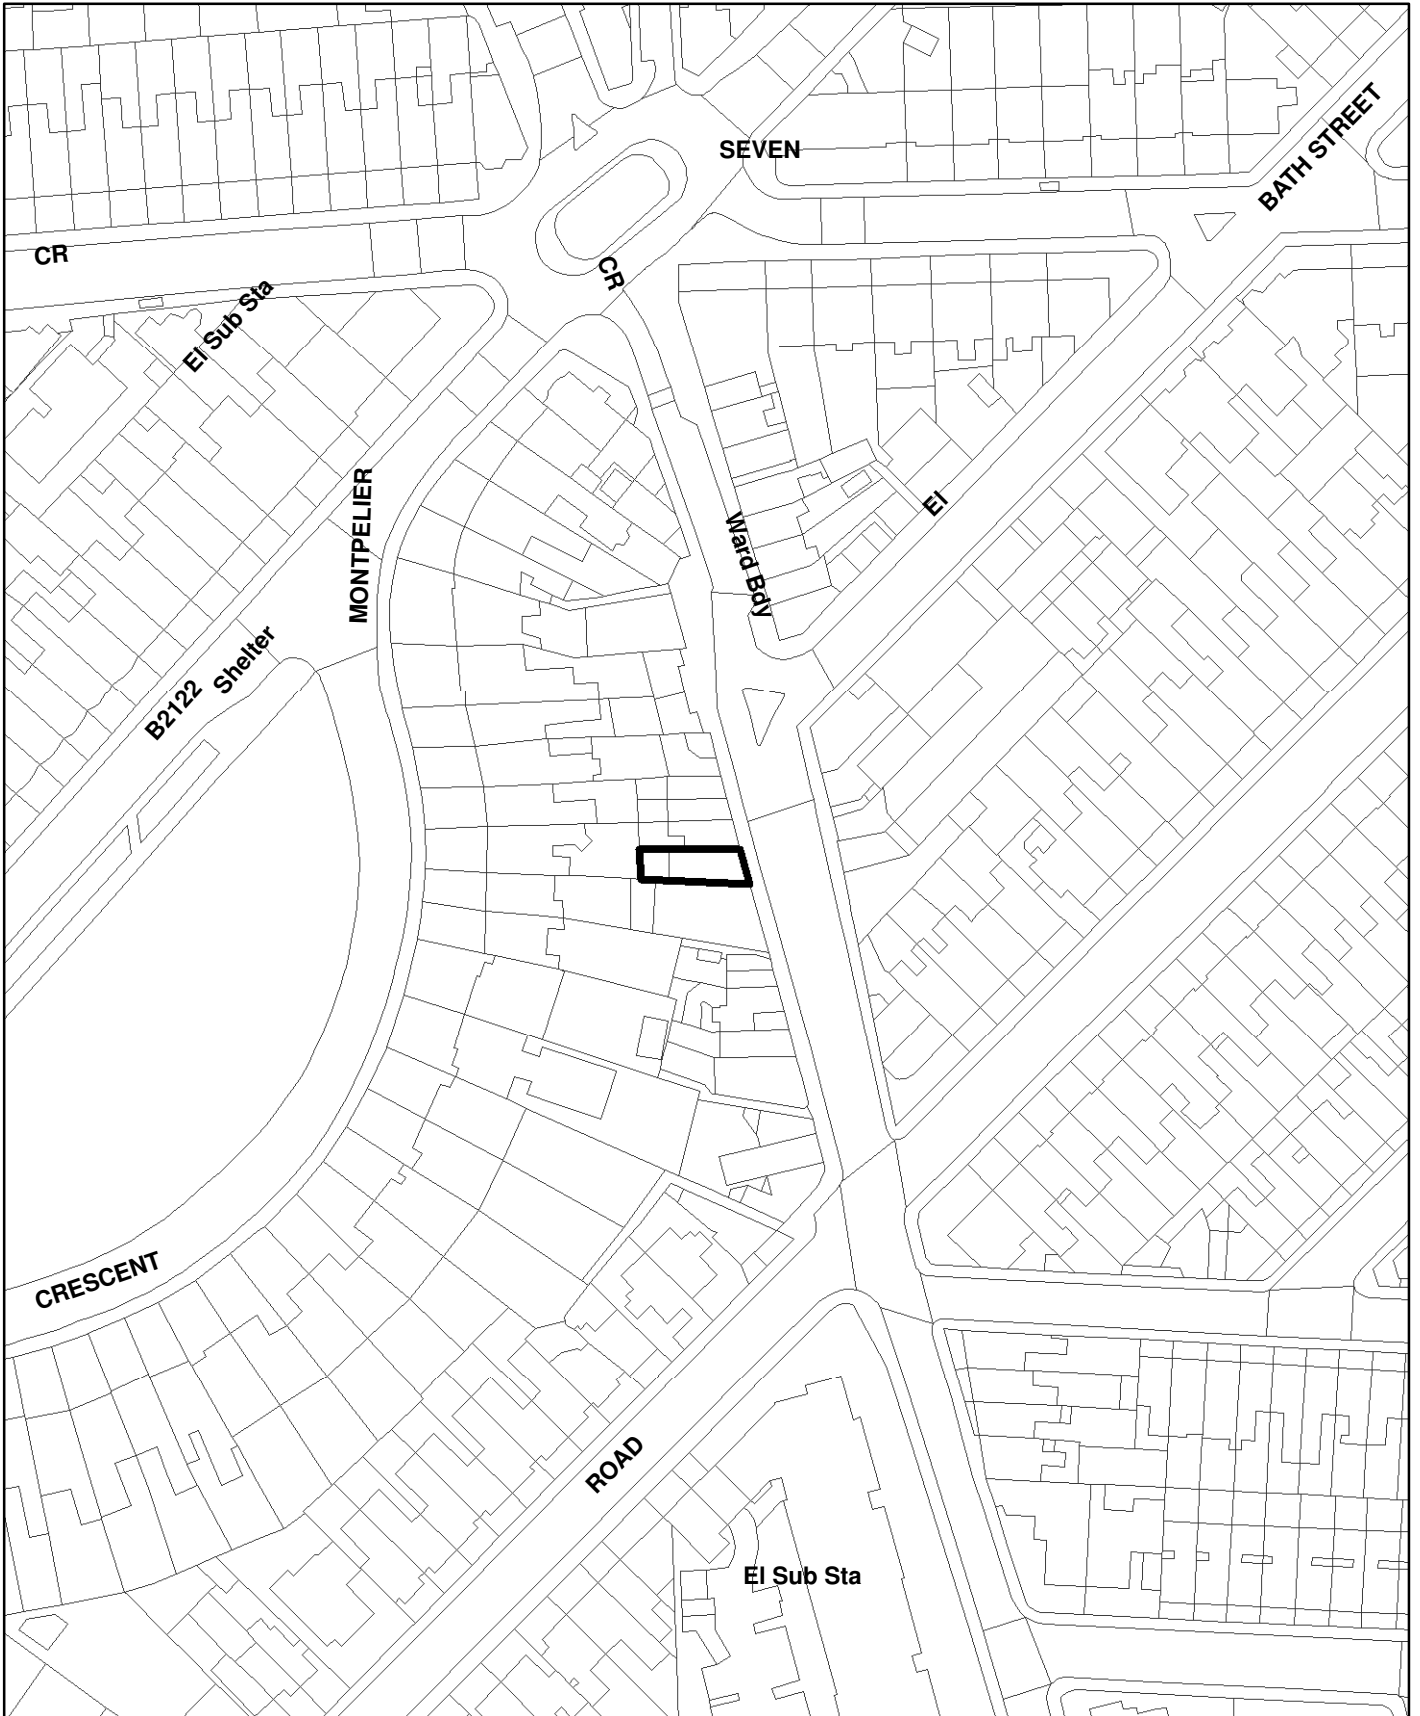 SEVEN
BATH STREET
CR
CR
El Sub Sta
MONTPELIER
El
Ward Bdy
Shelter
B2122
CRESCENT
ROAD
El Sub Sta